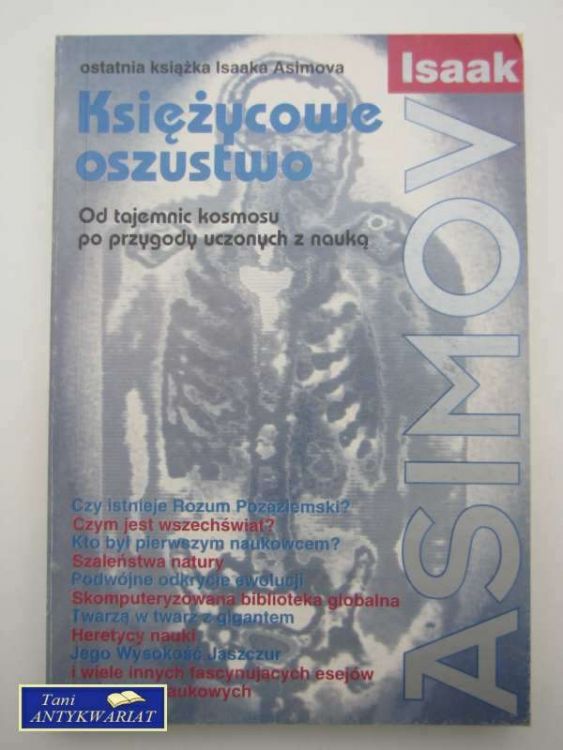 ostatnia książka Isaaka Asimova
Isaak
ASIMOV
Księżycowe
oszustwo
Od tajemnic kosmosu
po przygody uczonych z nauką
Czy istnieje Rozum Pozaziemski?
Czym jest wszechświat?
Kto był pierwszym naukowcem?
Szaleństwa natury
Podwójne odkrycie ewolucji
Skomputeryzowana biblioteka globalna
Twarzą w twarz z gigantem
Heretycy nauki
Jego Wysokość Jaszczur
i wiele innych fascynujących esejów
aukowych
Tani
ANTYKWARIAT